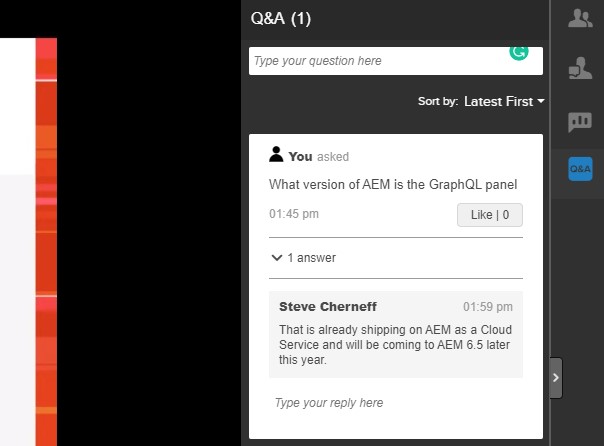 Q&A (1)
Type your question here
Sort by: Latest First
You asked
What version of AEM is the GraphQL panel
01:45 pm
Like | 0
1 answer
Steve Cherneff
01:59 pm
That is already shipping on AEM as a Cloud
Service and will be coming to AEM 6.5 later
this year.
Type your reply here
Q&A